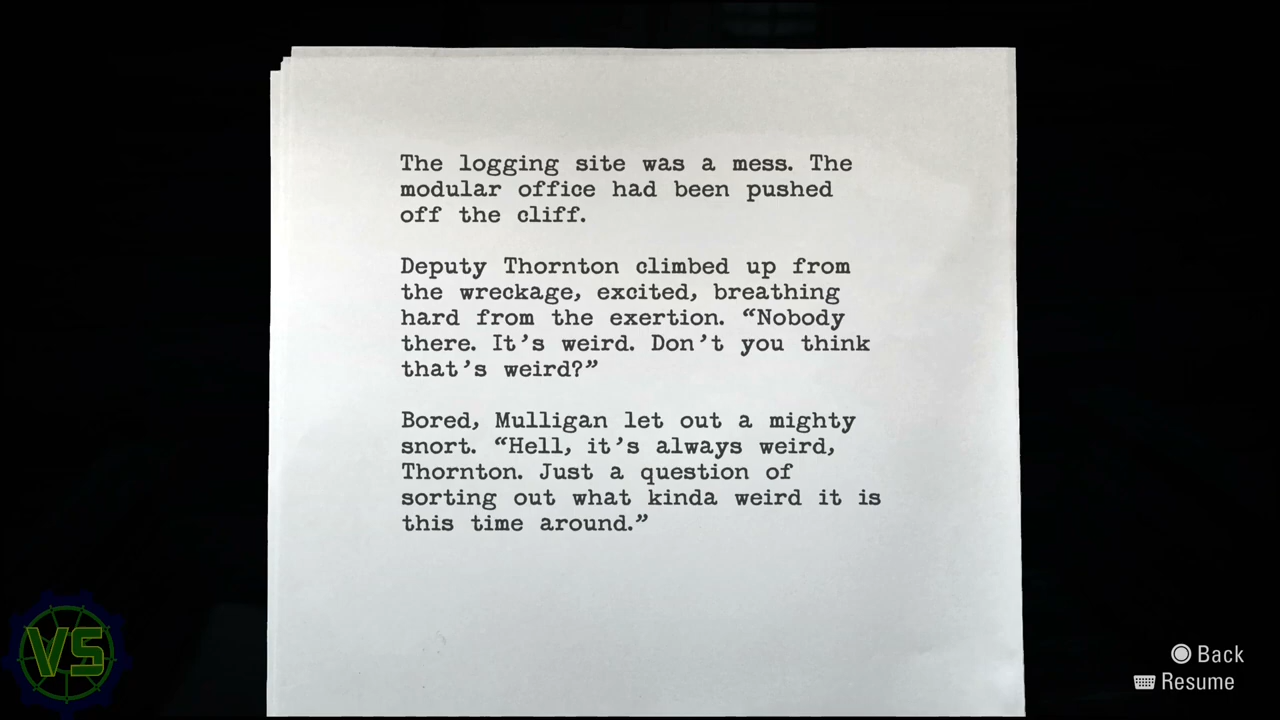 The logging site was a mess. The
modular office had been pushed
off the cliff.
Deputy Thornton climbed up from
the wreckage, excited, breathing
hard from the exertion. “Nobody
there. It’s weird. Don’t you think
that’s weird?”
Bored, Mulligan let out a mighty
snort. “Hell, it’s always weird,
Thornton. Just a question of
sorting out what kinda weird it is
this time around.”
VS
Back
Resume